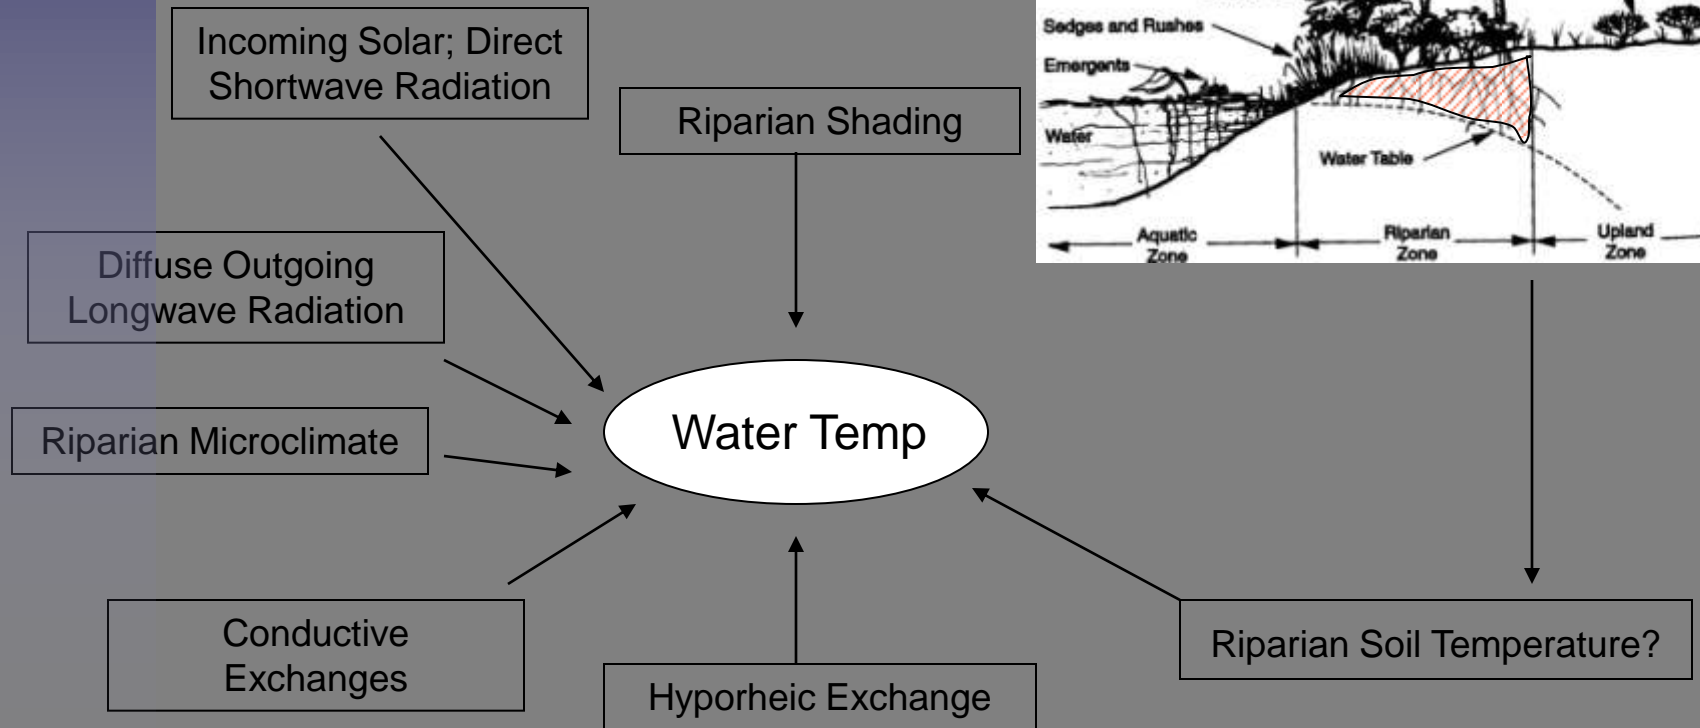 Incoming Solar; Direct
Shortwave Radiation
Riparian Shading
Sedges and Rushes
Emergents
Water
Water Table
Aquatic
Zone
Riparian
Zone
Upland
Zone
Diffuse Outgoing
Longwave Radiation
Riparian Microclimate
Water Temp
Conductive
Exchanges
Hyporheic Exchange
Riparian Soil Temperature?